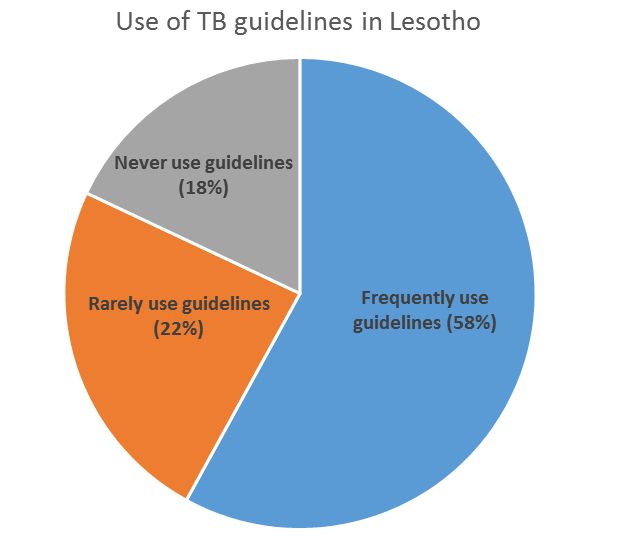 Use of TB guidelines in Lesotho
Never use guidelines
(18%)
Rarely use guidelines
(22%)
Frequently use
guidelines (58%)